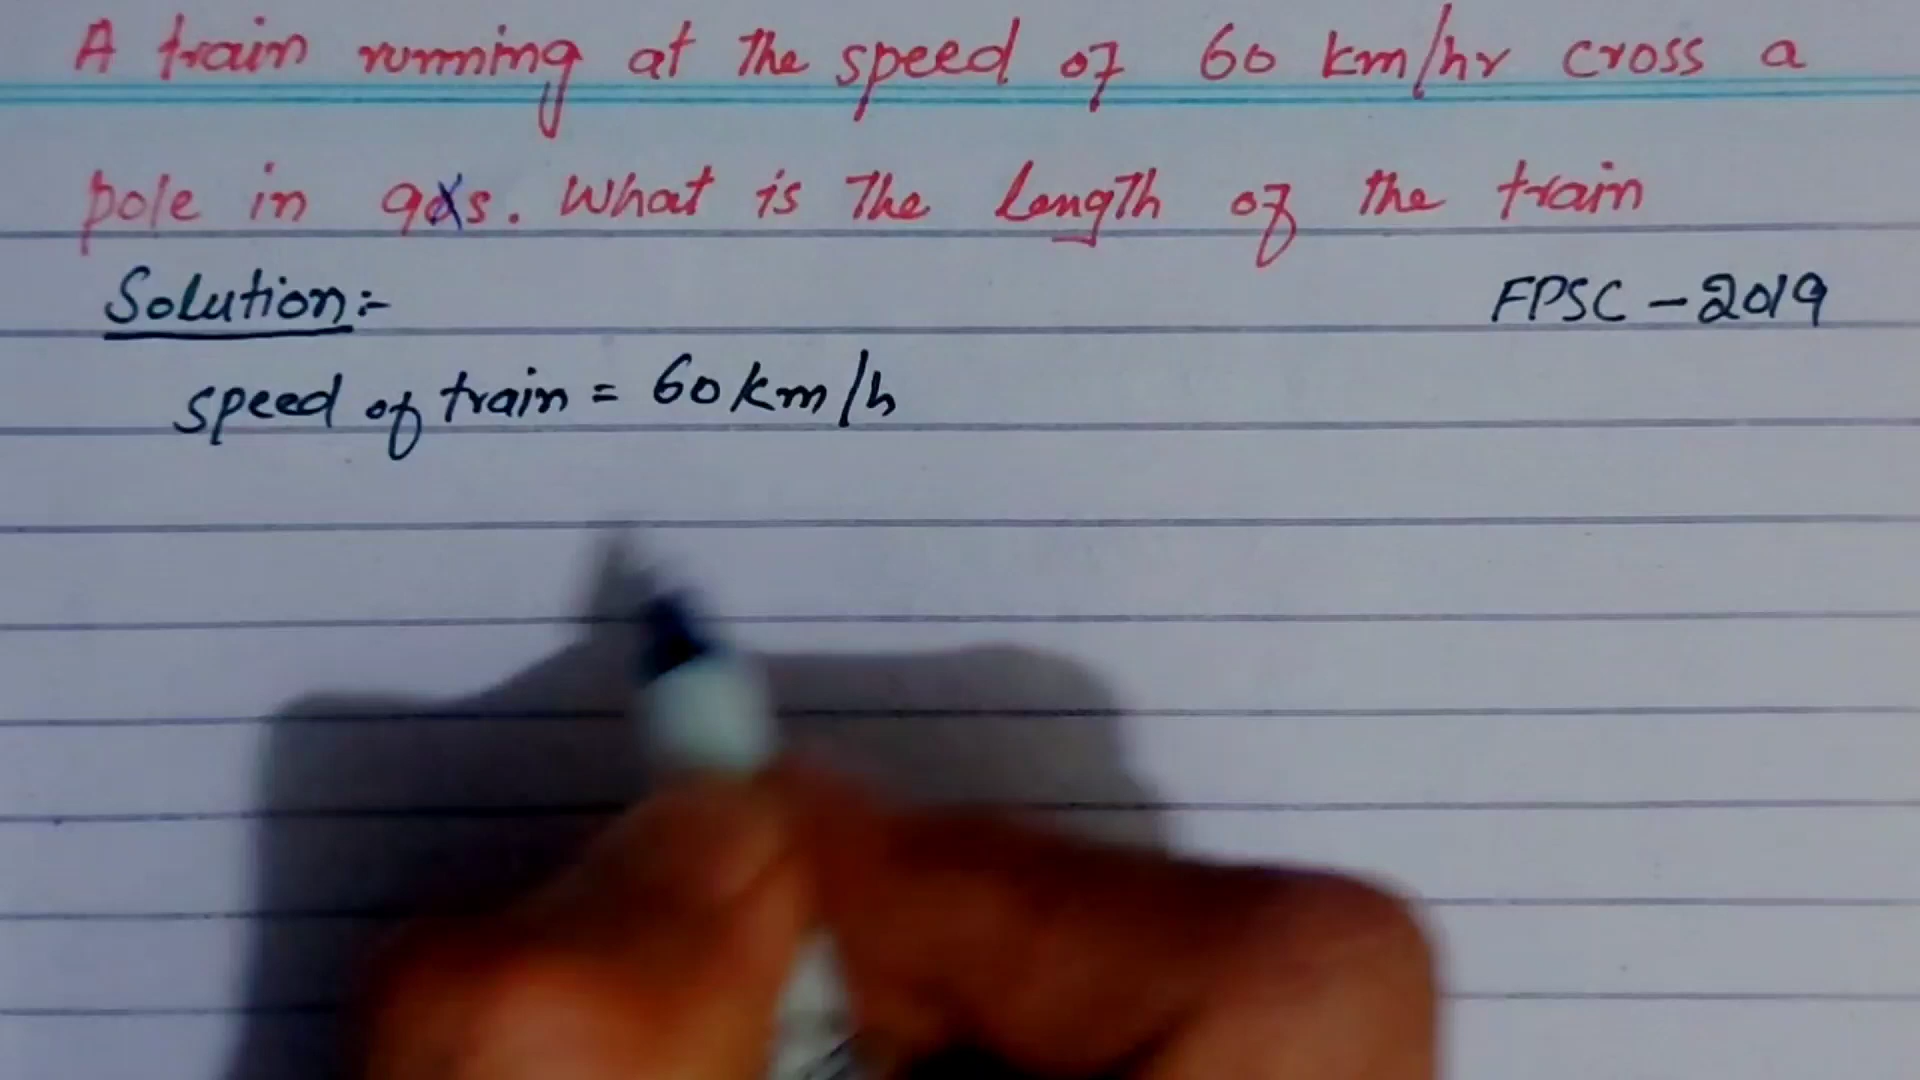 A train running at the speed of 60 km/hr cross a
pole in 9s. What is the length of the train
Solution:-
FPSC - 2019
speed of train = 60 km/h